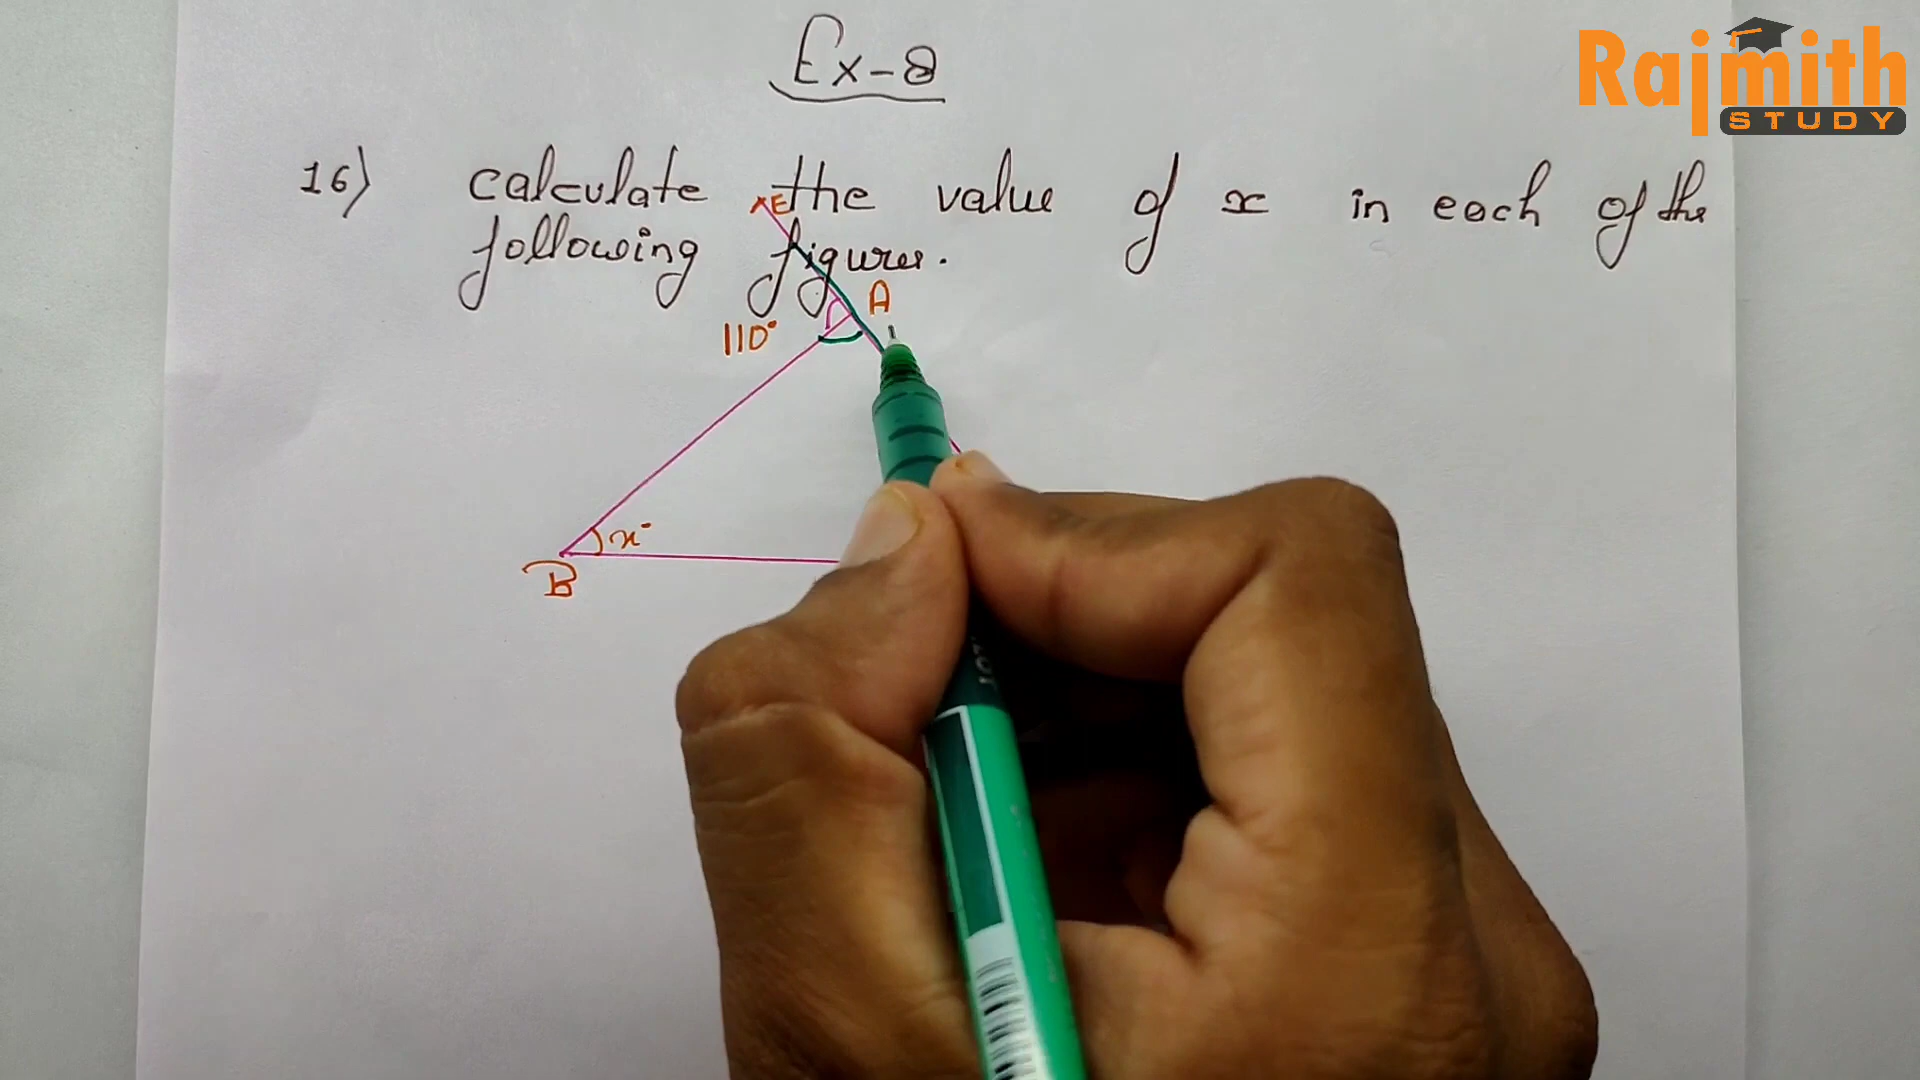 Ex-8
Rajmith
STUDY
16) calculate the value of x in each of the
following figures.
E
A
110°
x°
B